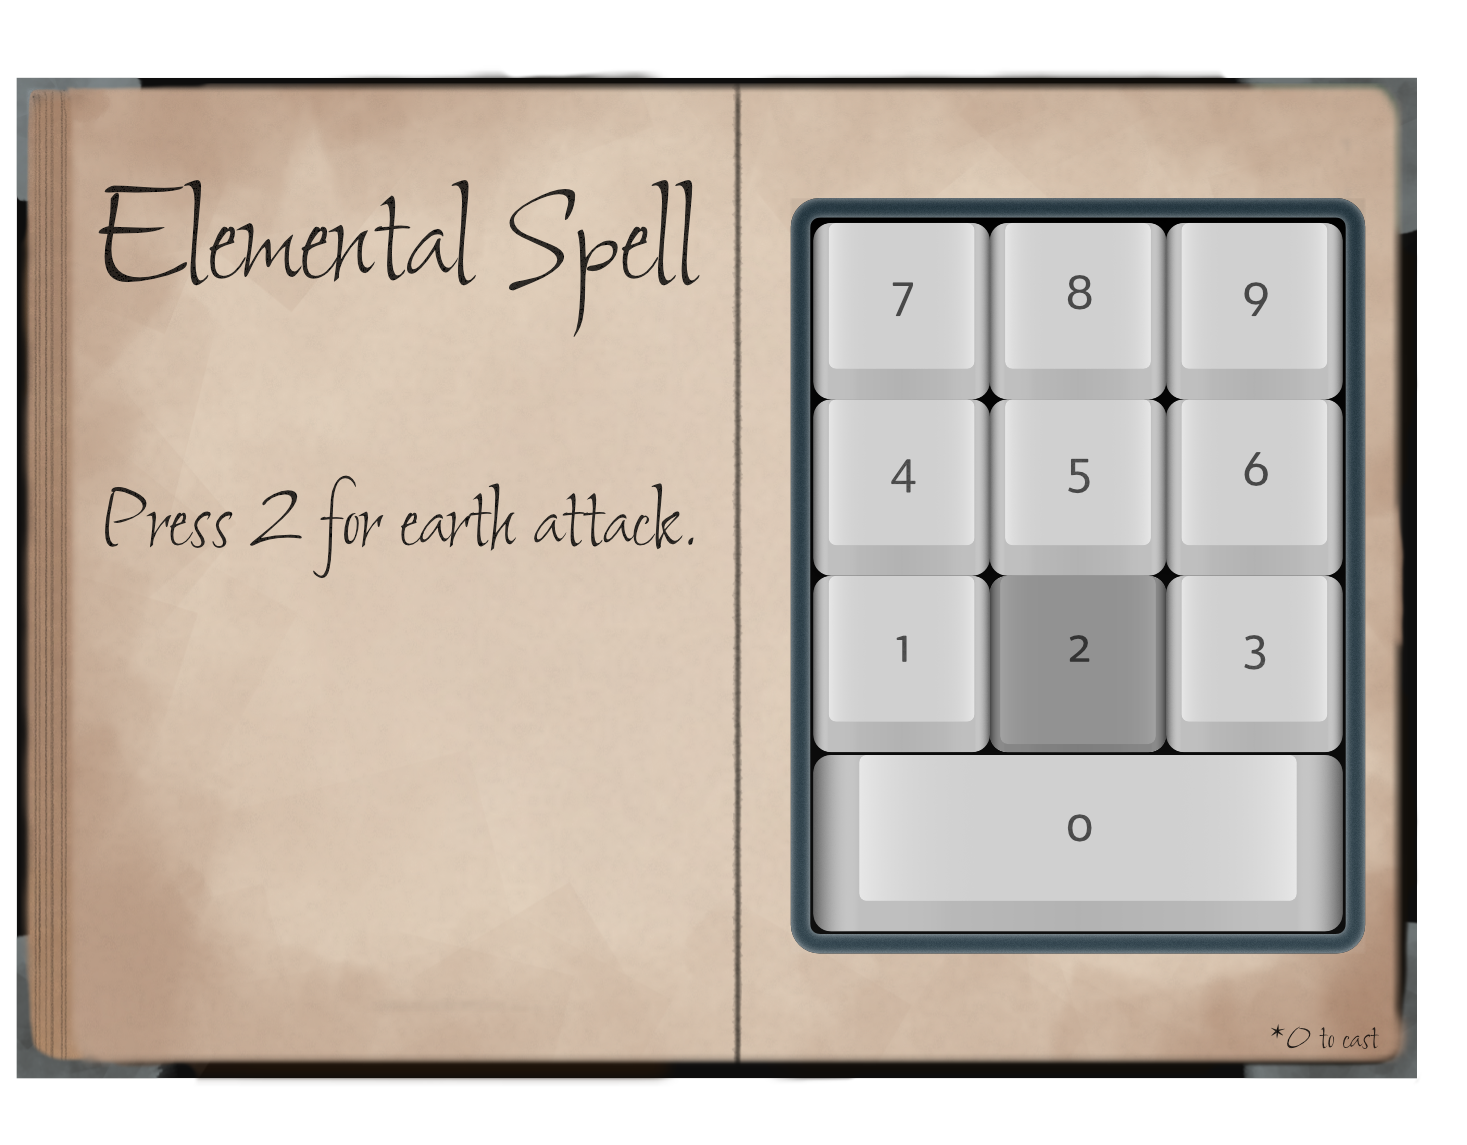 Elemental Spell
Press 2 for earth attack.
7 8 9
4 5 6
1 2 3
0
*0 to cast